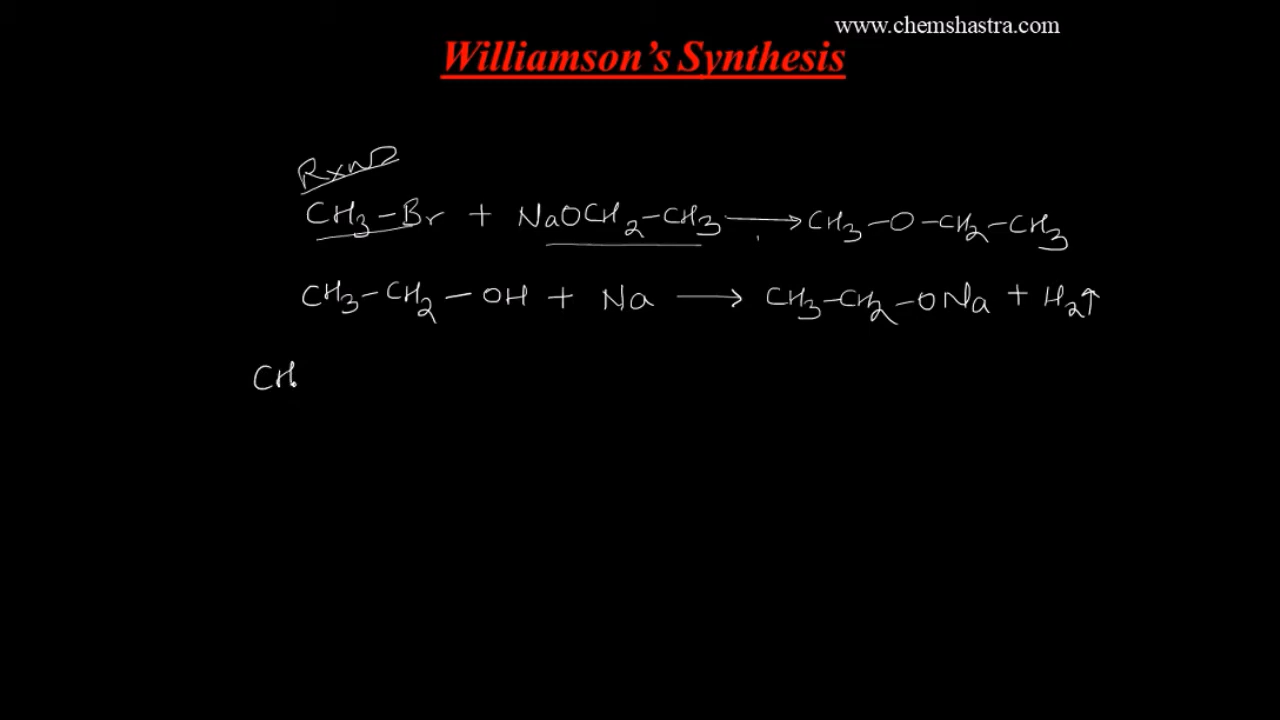 www.chemshastra.com
Williamson's Synthesis
Rxn
CH3-Br + NaOCH2-CH3 → CH3-O-CH2-CH3
CH3-CH2-OH + Na → CH3-CH2-ONa + H2↑
CH